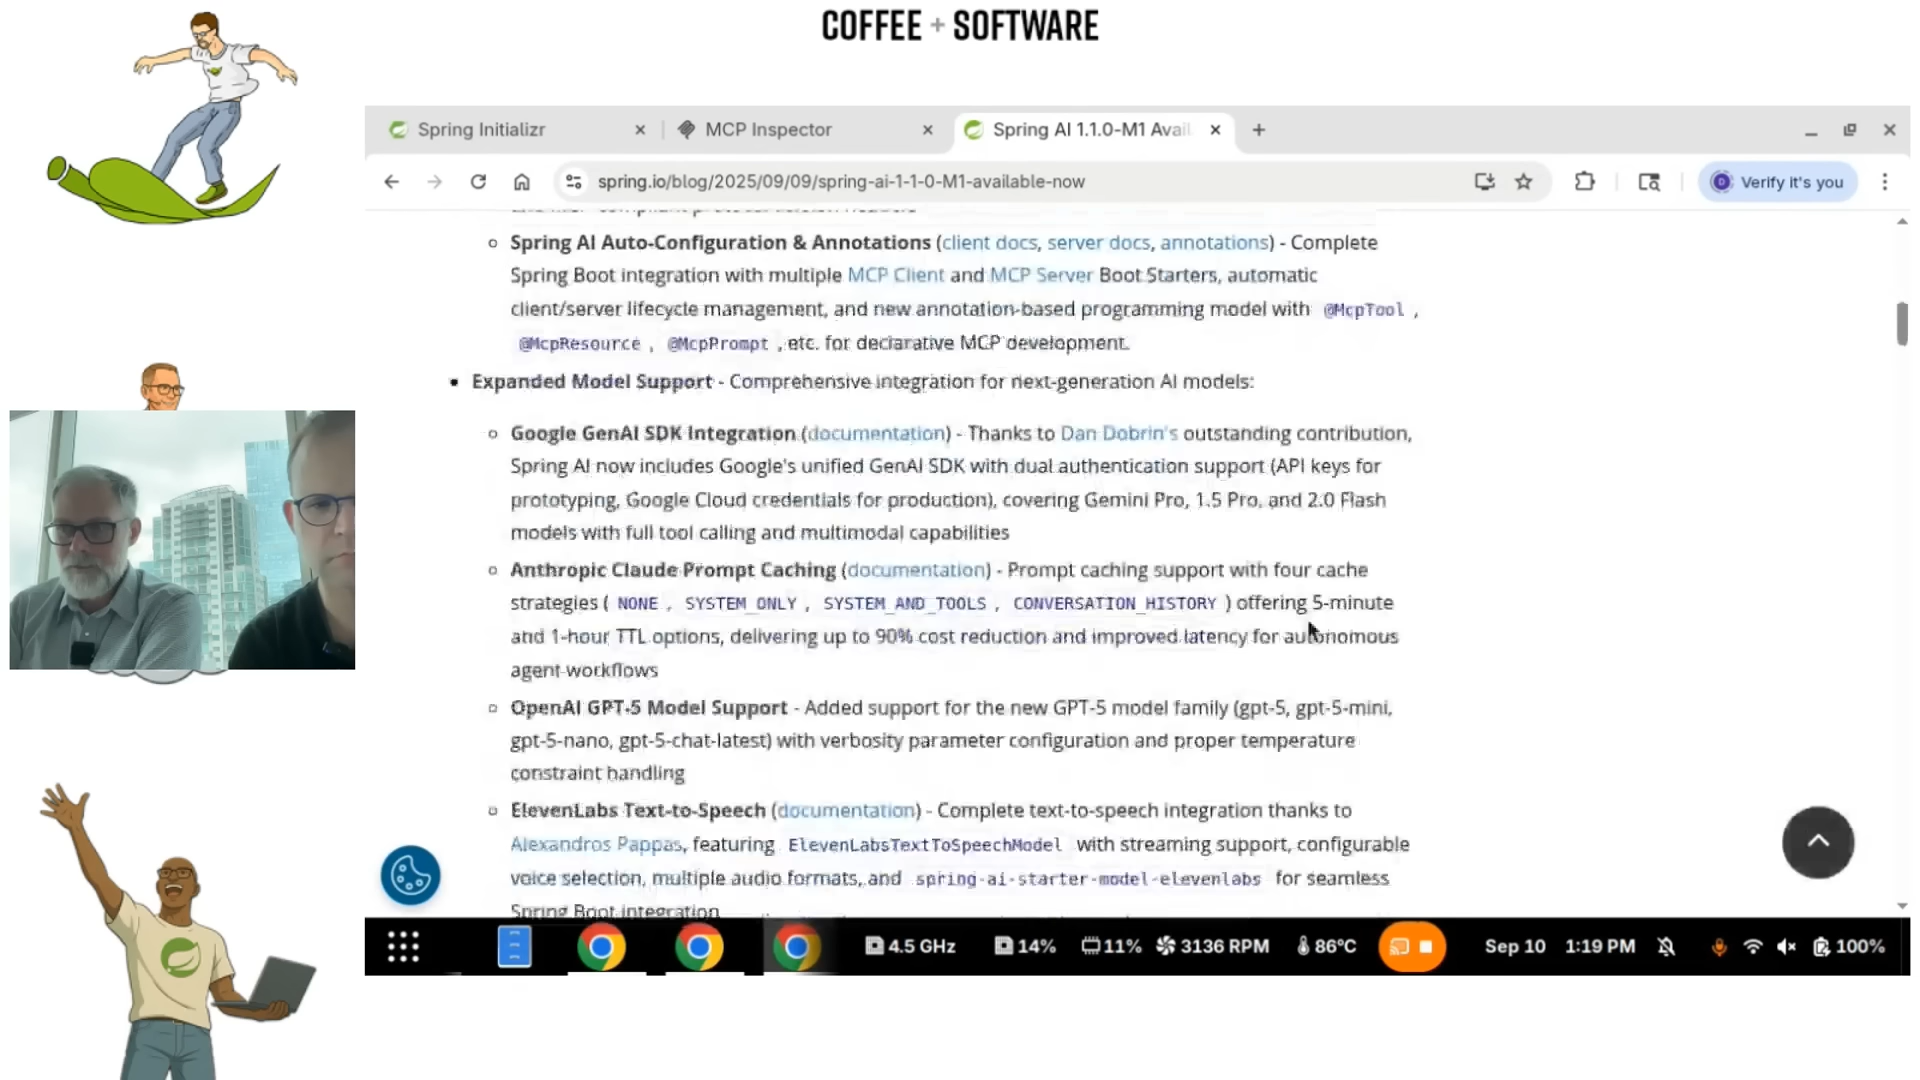 COFFEE + SOFTWARE
Spring Initializr
MCP Inspector
Spring AI 1.1.0-M1 Avai
spring.io/blog/2025/09/09/spring-ai-1-1-0-M1-available-now
Verify it's you
Spring AI Auto-Configuration & Annotations (client docs, server docs, annotations) - Complete
Spring Boot integration with multiple MCP Client and MCP Server Boot Starters, automatic
client/server lifecycle management, and new annotation-based programming model with @McpTool ,
@McpResource , @McpPrompt , etc. for declarative MCP development.
Expanded Model Support - Comprehensive integration for next-generation AI models:
Google GenAI SDK Integration (documentation) - Thanks to Dan Dobrin's outstanding contribution,
Spring AI now includes Google's unified GenAI SDK with dual authentication support (API keys for
prototyping, Google Cloud credentials for production), covering Gemini Pro, 1.5 Pro, and 2.0 Flash
models with full tool calling and multimodal capabilities
Anthropic Claude Prompt Caching (documentation) - Prompt caching support with four cache
strategies ( NONE , SYSTEM_ONLY , SYSTEM_AND_TOOLS , CONVERSATION_HISTORY ) offering 5-minute
and 1-hour TTL options, delivering up to 90% cost reduction and improved latency for autonomous
agent workflows
OpenAI GPT-5 Model Support - Added support for the new GPT-5 model family (gpt-5, gpt-5-mini,
gpt-5-nano, gpt-5-chat-latest) with verbosity parameter configuration and proper temperature
constraint handling
ElevenLabs Text-to-Speech (documentation) - Complete text-to-speech integration thanks to
Alexandros Pappas, featuring ElevenLabsTextToSpeechModel with streaming support, configurable
voice selection, multiple audio formats, and spring-ai-starter-model-elevenlabs for seamless
Spring Boot integration
4.5 GHz 14% 11% 3136 RPM 86°C Sep 10 1:19 PM 100%